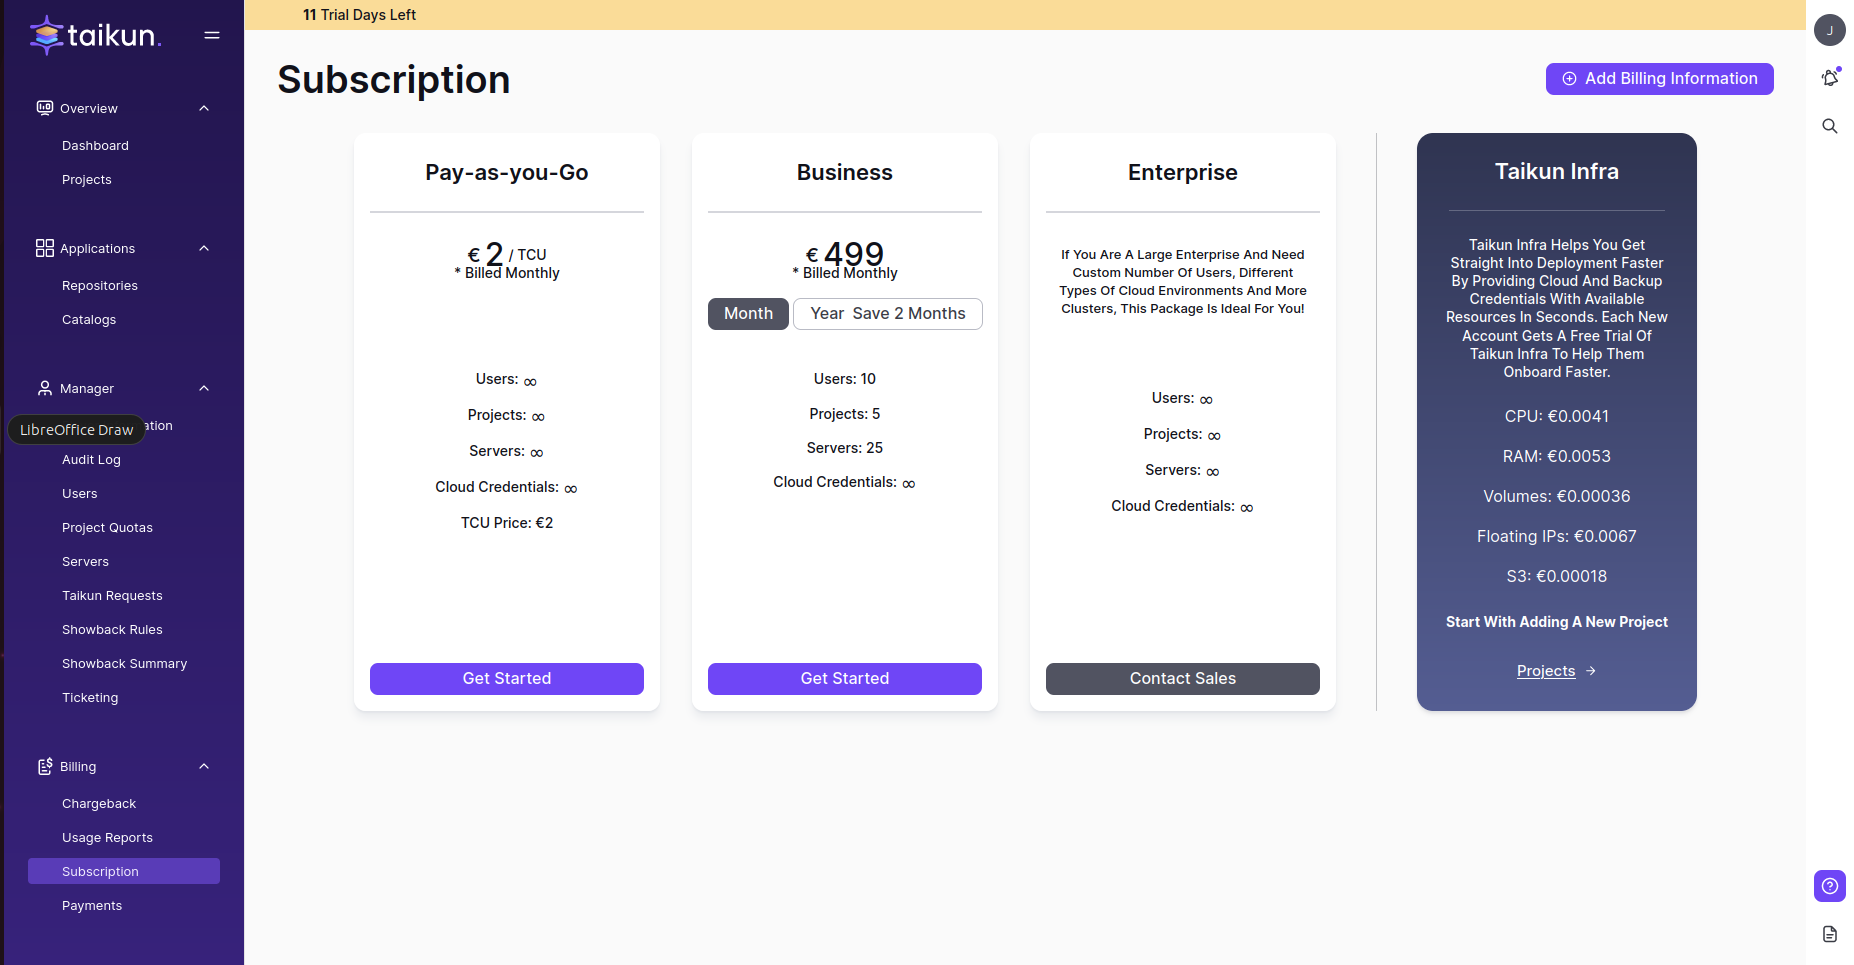 11 Trial Days Left
taikun.
J
Subscription
Add Billing Information
Overview
Dashboard
Projects
Applications
Repositories
Catalogs
Manager
LibreOffice Draw
ation
Audit Log
Users
Project Quotas
Servers
Taikun Requests
Showback Rules
Showback Summary
Ticketing
Billing
Chargeback
Usage Reports
Subscription
Payments
Pay-as-you-Go
€ 2 / TCU
* Billed Monthly
Users: ∞
Projects: ∞
Servers: ∞
Cloud Credentials: ∞
TCU Price: €2
Get Started
Business
€ 499
* Billed Monthly
Month
Year Save 2 Months
Users: 10
Projects: 5
Servers: 25
Cloud Credentials: ∞
Get Started
Enterprise
If You Are A Large Enterprise And Need
Custom Number Of Users, Different
Types Of Cloud Environments And More
Clusters, This Package Is Ideal For You!
Users: ∞
Projects: ∞
Servers: ∞
Cloud Credentials: ∞
Contact Sales
Taikun Infra
Taikun Infra Helps You Get
Straight Into Deployment Faster
By Providing Cloud And Backup
Credentials With Available
Resources In Seconds. Each New
Account Gets A Free Trial Of
Taikun Infra To Help Them
Onboard Faster.
CPU: €0.0041
RAM: €0.0053
Volumes: €0.00036
Floating IPs: €0.0067
S3: €0.00018
Start With Adding A New Project
Projects →